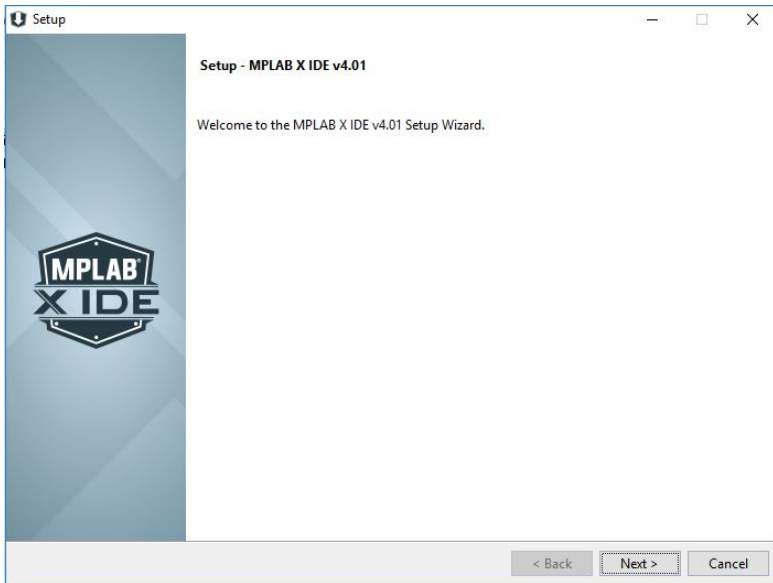 Setup
Setup - MPLAB X IDE v4.01
Welcome to the MPLAB X IDE v4.01 Setup Wizard.
MPLAB®
X IDE
< Back
Next >
Cancel